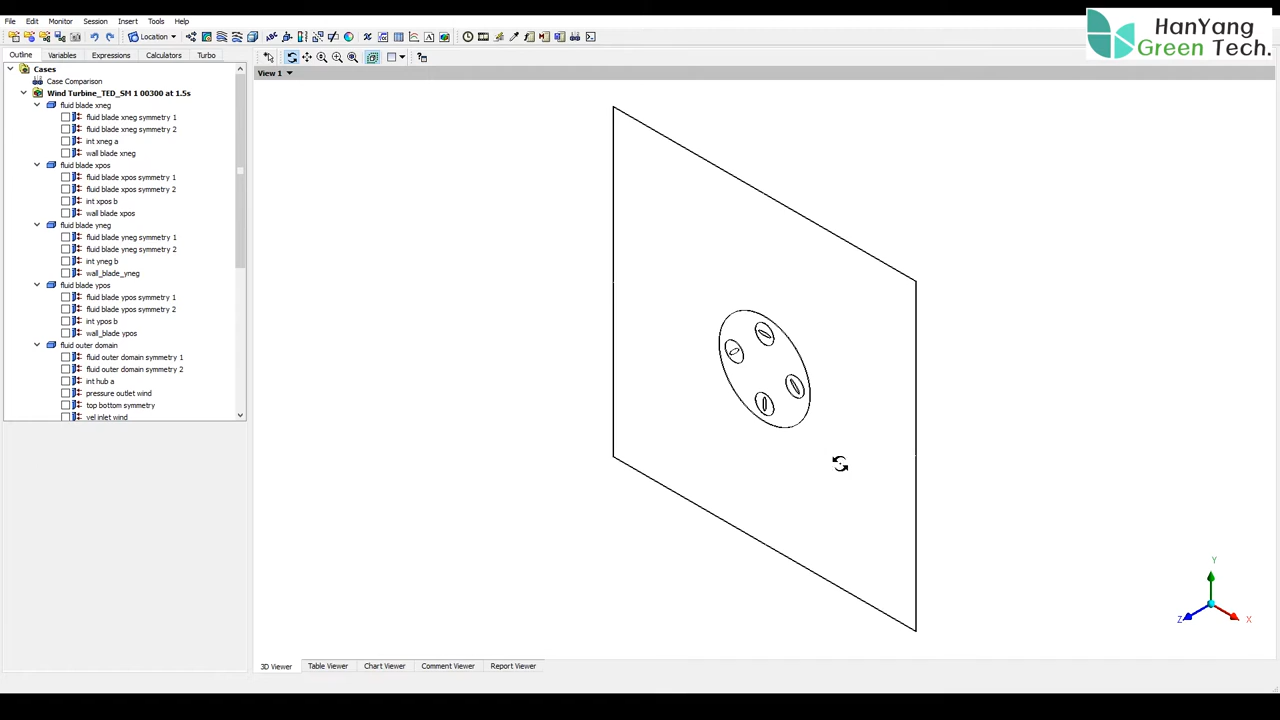 HanYang
Green Tech.
File Edit Monitor Session Insert Tools Help
Location
Outline Variables Expressions Calculators Turbo
View 1
Cases
Case Comparison
Wind Turbine_TED_SM 1 00300 at 1.5s
fluid blade xneg
fluid blade xneg symmetry 1
fluid blade xneg symmetry 2
int xneg a
wall blade xneg
fluid blade xpos
fluid blade xpos symmetry 1
fluid blade xpos symmetry 2
int xpos b
wall blade xpos
fluid blade yneg
fluid blade yneg symmetry 1
fluid blade yneg symmetry 2
int yneg b
wall_blade_yneg
fluid blade ypos
fluid blade ypos symmetry 1
fluid blade ypos symmetry 2
int ypos b
wall_blade ypos
fluid outer domain
fluid outer domain symmetry 1
fluid outer domain symmetry 2
int hub a
pressure outlet wind
top bottom symmetry
vel inlet wind
Y
Z
X
3D Viewer Table Viewer Chart Viewer Comment Viewer Report Viewer